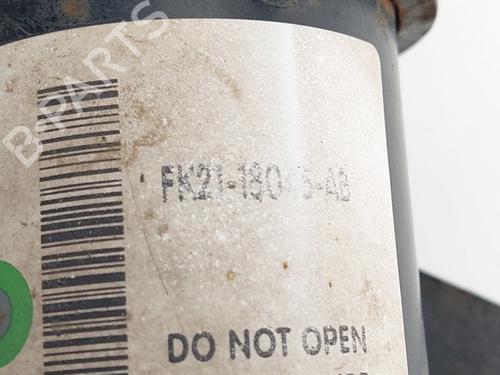 B-PARTS
FK21-18045-AB
DO NOT OPEN